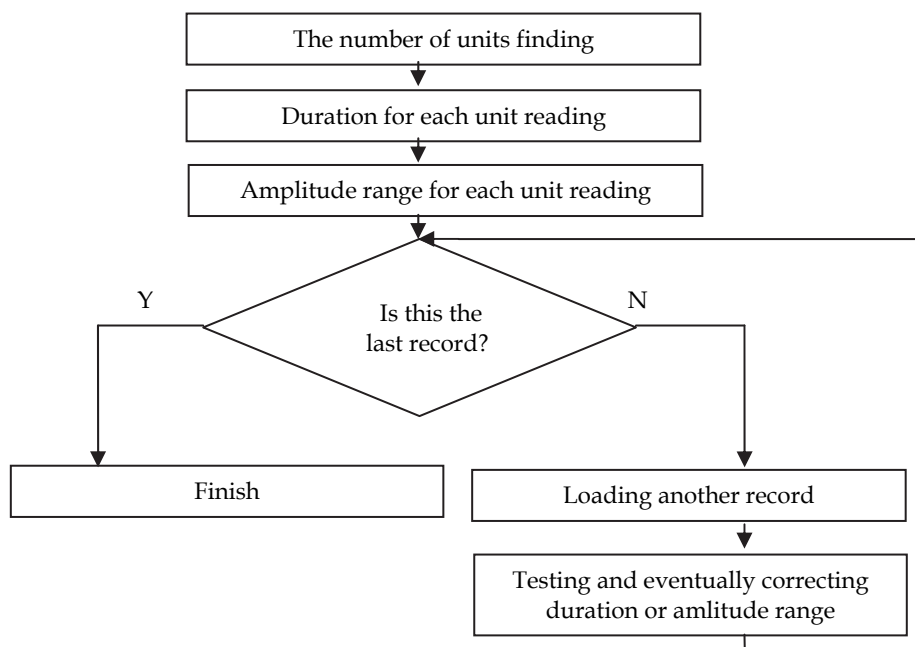 The number of units finding
Duration for each unit reading
Amplitude range for each unit reading
Y
N
Is this the
last record?
Finish
Loading another record
Testing and eventually correcting
duration or amlitude range